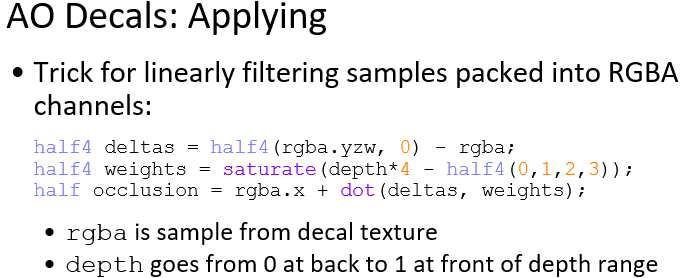 AO Decals: Applying
• Trick for linearly filtering samples packed into RGBA
channels:
half4 deltas = half4(rgba.yzw, 0) - rgba;
half4 weights = saturate(depth*4 - half4(0,1,2,3));
half occlusion = rgba.x + dot(deltas, weights);
• rgba is sample from decal texture
• depth goes from 0 at back to 1 at front of depth range